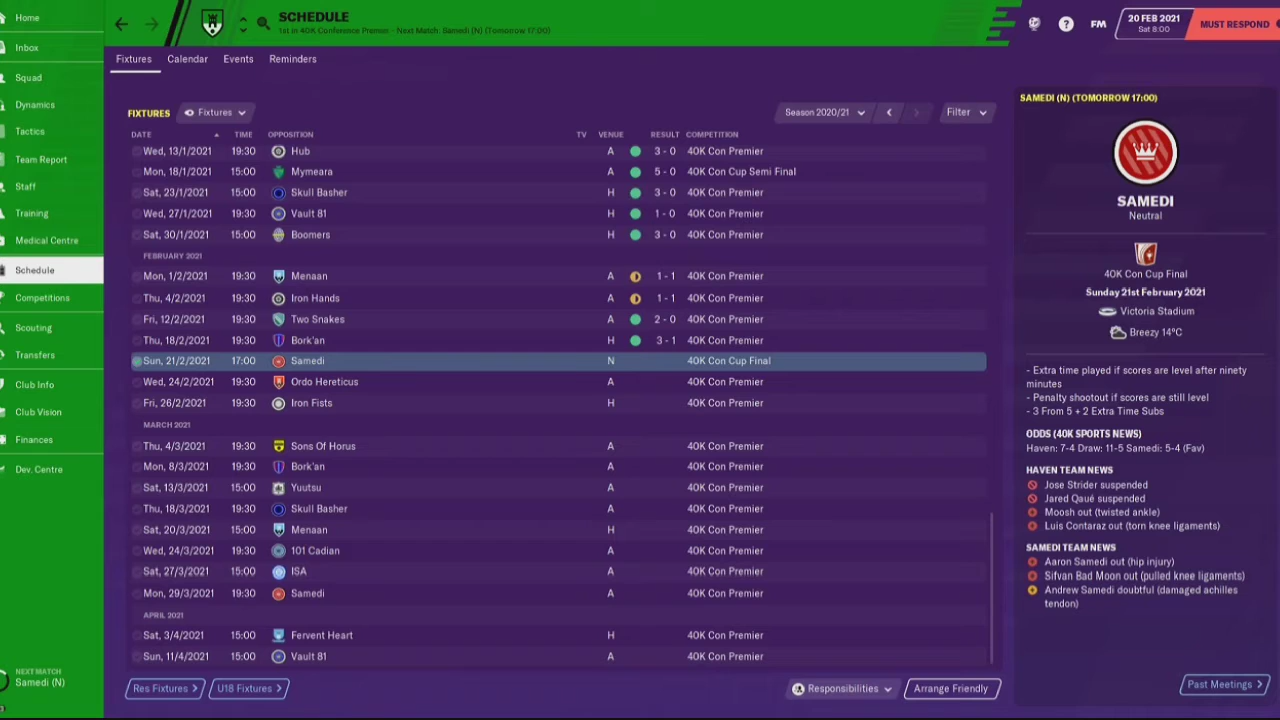 Home
Inbox
Squad
Dynamics
Tactics
Team Report
Staff
Training
Medical Centre
Schedule
Competitions
Scouting
Transfers
Club Info
Club Vision
Finances
Dev. Centre
NEXT MATCH
Samedi (N)
SCHEDULE
1st in 40K Conference Premier - Next Match: Samedi (N) (Tomorrow 17:00)
? FM 20 FEB 2021 MUST RESPOND
Sat 8:00
Fixtures Calendar Events Reminders
FIXTURES Fixtures Season 2020/21 Filter
DATE TIME OPPOSITION TV VENUE RESULT COMPETITION
Wed, 13/1/2021 19:30 Hub A 3 - 0 40K Con Premier
Mon, 18/1/2021 15:00 Mymeara A 5 - 0 40K Con Cup Semi Final
Sat, 23/1/2021 15:00 Skull Basher H 3 - 0 40K Con Premier
Wed, 27/1/2021 19:30 Vault 81 H 1 - 0 40K Con Premier
Sat, 30/1/2021 15:00 Boomers H 3 - 0 40K Con Premier
FEBRUARY 2021
Mon, 1/2/2021 19:30 Menaan A 1 - 1 40K Con Premier
Thu, 4/2/2021 19:30 Iron Hands A 1 - 1 40K Con Premier
Fri, 12/2/2021 19:30 Two Snakes A 2 - 0 40K Con Premier
Thu, 18/2/2021 19:30 Bork'an H 3 - 1 40K Con Premier
Sun, 21/2/2021 17:00 Samedi N 40K Con Cup Final
Wed, 24/2/2021 19:30 Ordo Hereticus A 40K Con Premier
Fri, 26/2/2021 19:30 Iron Fists H 40K Con Premier
MARCH 2021
Thu, 4/3/2021 19:30 Sons Of Horus A 40K Con Premier
Mon, 8/3/2021 19:30 Bork'an A 40K Con Premier
Sat, 13/3/2021 15:00 Yuutsu A 40K Con Premier
Thu, 18/3/2021 19:30 Skull Basher A 40K Con Premier
Sat, 20/3/2021 15:00 Menaan H 40K Con Premier
Wed, 24/3/2021 19:30 101 Cadian A 40K Con Premier
Sat, 27/3/2021 15:00 ISA A 40K Con Premier
Mon, 29/3/2021 19:30 Samedi A 40K Con Premier
APRIL 2021
Sat, 3/4/2021 15:00 Fervent Heart H 40K Con Premier
Sun, 11/4/2021 15:00 Vault 81 A 40K Con Premier
Res Fixtures U18 Fixtures Responsibilities Arrange Friendly
SAMEDI (N) (TOMORROW 17:00)
SAMEDI
Neutral
40K Con Cup Final
Sunday 21st February 2021
Victoria Stadium
Breezy 14°C
- Extra time played if scores are level after ninety
minutes
- Penalty shootout if scores are still level
- 3 From 5 + 2 Extra Time Subs
ODDS (40K SPORTS NEWS)
Haven: 7-4 Draw: 11-5 Samedi: 5-4 (Fav)
HAVEN TEAM NEWS
Jose Strider suspended
Jared Qaué suspended
Moosh out (twisted ankle)
Luis Contaraz out (torn knee ligaments)
SAMEDI TEAM NEWS
Aaron Samedi out (hip injury)
Sifvan Bad Moon out (pulled knee ligaments)
Andrew Samedi doubtful (damaged achilles
tendon)
Past Meetings